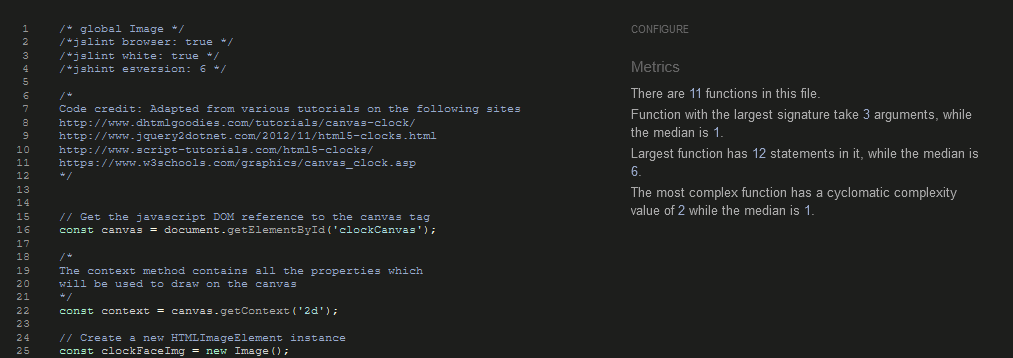 1 /* global Image */
2 /*jslint browser: true */
3 /*jslint white: true */
4 /*jshint esversion: 6 */
5
6 /*
7 Code credit: Adapted from various tutorials on the following sites
8 http://www.dhtmlgoodies.com/tutorials/canvas-clock/
9 http://www.jquery2dotnet.com/2012/11/html5-clocks.html
10 http://www.script-tutorials.com/html5-clocks/
11 https://www.w3schools.com/graphics/canvas_clock.asp
12 */
13
14
15 // Get the javascript DOM reference to the canvas tag
16 const canvas = document.getElementById('clockCanvas');
17
18 /*
19 The context method contains all the properties which
20 will be used to draw on the canvas
21 */
22 const context = canvas.getContext('2d');
23
24 // Create a new HTMLImageElement instance
25 const clockFaceImg = new Image();
CONFIGURE
Metrics
There are 11 functions in this file.
Function with the largest signature take 3 arguments, while
the median is 1.
Largest function has 12 statements in it, while the median is
6.
The most complex function has a cyclomatic complexity
value of 2 while the median is 1.